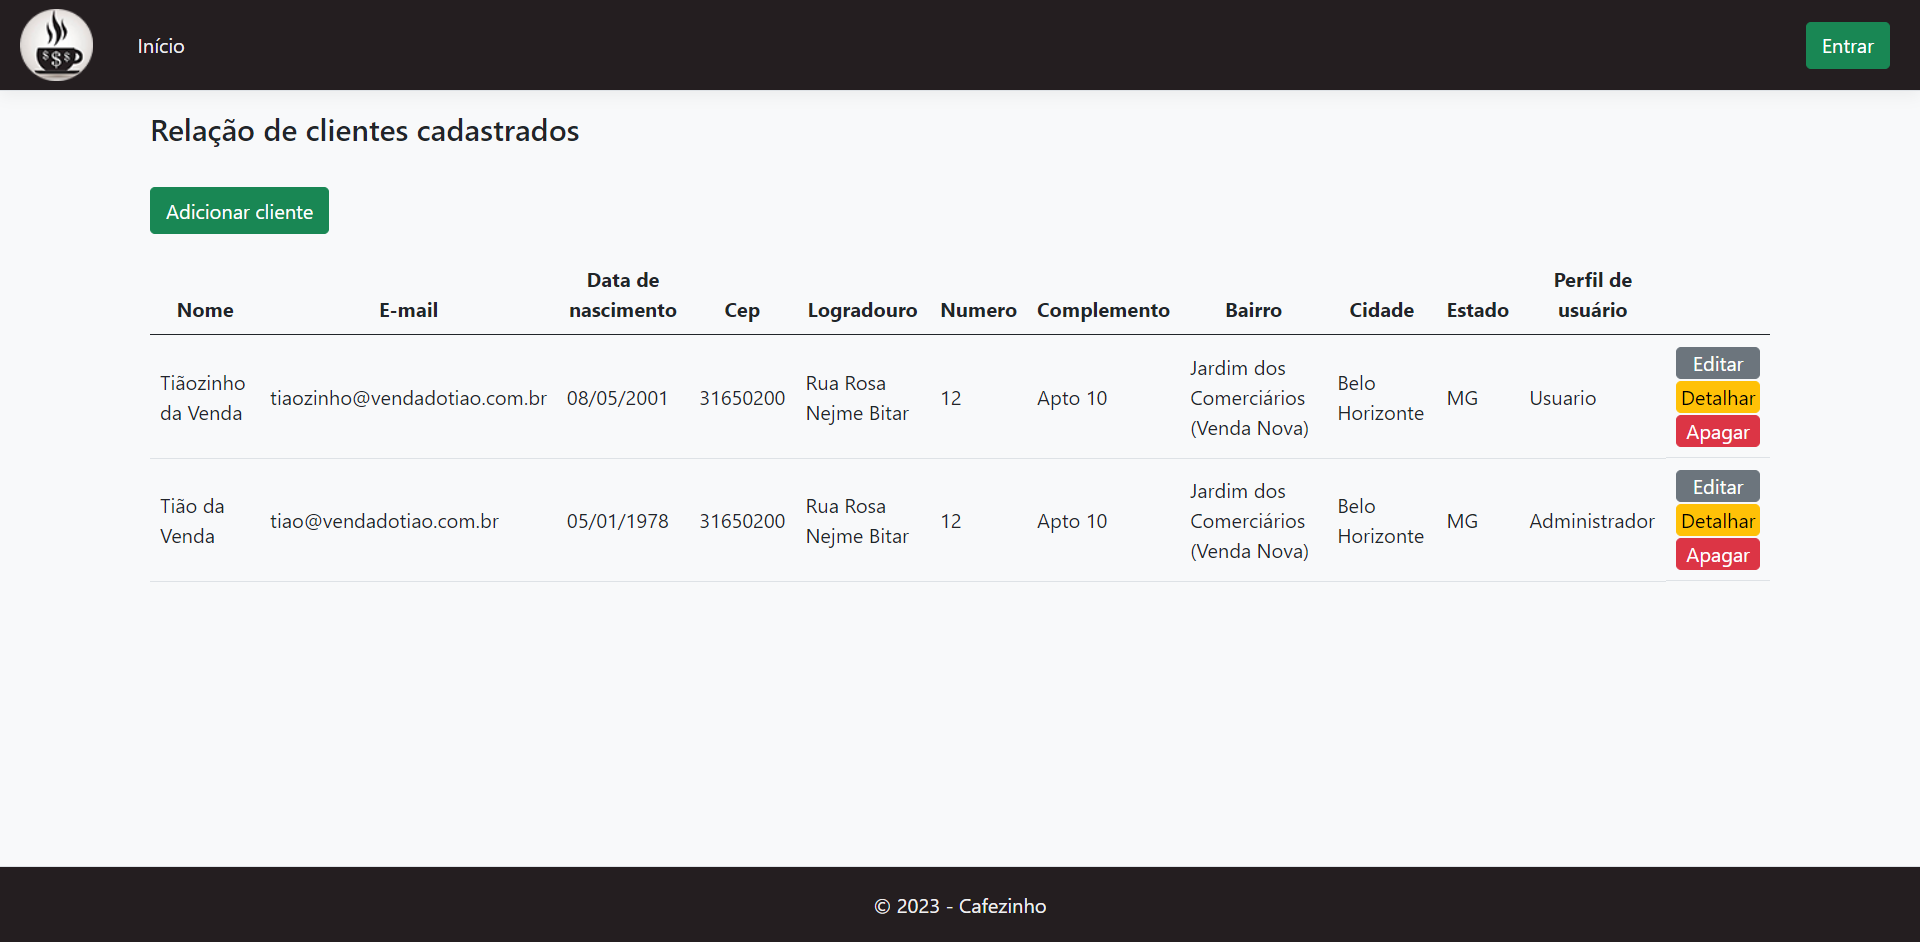 $$$
Início
Entrar
Relação de clientes cadastrados
Adicionar cliente
Nome E-mail Data de nascimento Cep Logradouro Numero Complemento Bairro Cidade Estado Perfil de usuário
Tiãozinho da Venda tiaozinho@vendadotiao.com.br 08/05/2001 31650200 Rua Rosa Nejme Bitar 12 Apto 10 Jardim dos Comerciários (Venda Nova) Belo Horizonte MG Usuario
Editar
Detalhar
Apagar
Tião da Venda tiao@vendadotiao.com.br 05/01/1978 31650200 Rua Rosa Nejme Bitar 12 Apto 10 Jardim dos Comerciários (Venda Nova) Belo Horizonte MG Administrador
Editar
Detalhar
Apagar
© 2023 - Cafezinho